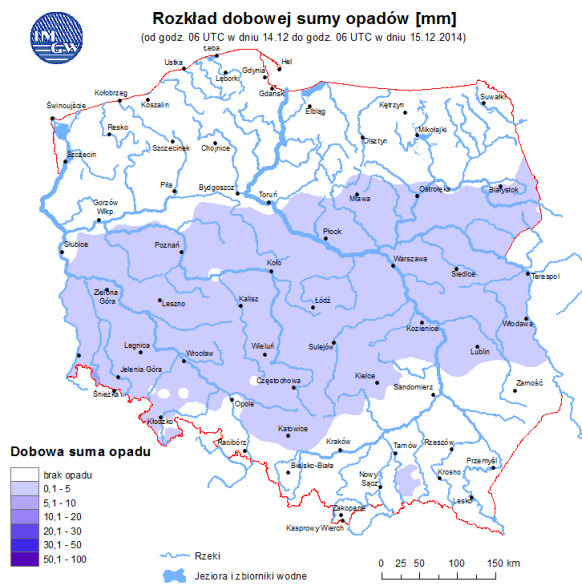 IMGW
Rozkład dobowej sumy opadów [mm]
(od godz. 06 UTC w dniu 14.12 do godz. 06 UTC w dniu 15.12.2014)
Łeba
Ustka
Hel
Lębork
Gdynia
Gdańsk
Kołobrzeg
Koszalin
Świnoujście
Suwałki
Kętrzyn
Elbląg
Resko
Mikołajki
Olsztyn
Szczecinek
Chojnice
Szczecin
Piła
Bydgoszcz
Toruń
Mława
Ostrołęka
Białystok
Gorzów
Wlkp.
Płock
Słubice
Poznań
Koło
Warszawa
Siedlce
Terespol
Zielona
Góra
Leszno
Kalisz
Łódź
Kozienice
Włodawa
Legnica
Wrocław
Wieluń
Sulejów
Lublin
Jelenia Góra
Śnieżka
Częstochowa
Kielce
Sandomierz
Zamość
Opole
Kłodzko
Katowice
Racibórz
Kraków
Tarnów
Rzeszów
Przemyśl
Bielsko-Biała
Nowy
Sącz
Krosno
Lesko
Zakopane
Kasprowy Wierch
Dobowa suma opadu
brak opadu
0,1 - 5
5,1 - 10
10,1 - 20
20,1 - 30
30,1 - 50
50,1 - 100
Rzeki
Jeziora i zbiorniki wodne
0 25 50 100 150 km